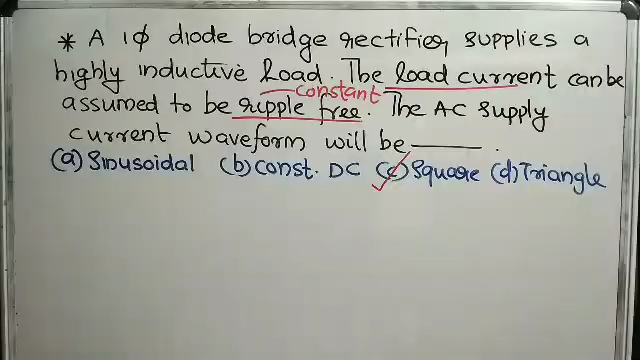 * A 1ϕ diode bridge rectifier supplies a
highly inductive Load. The load current can be
constant
assumed to be ripple free. The AC supply
current waveform will be ______.
(a) Sinusoidal (b) Const. DC (c) Square (d) Triangle